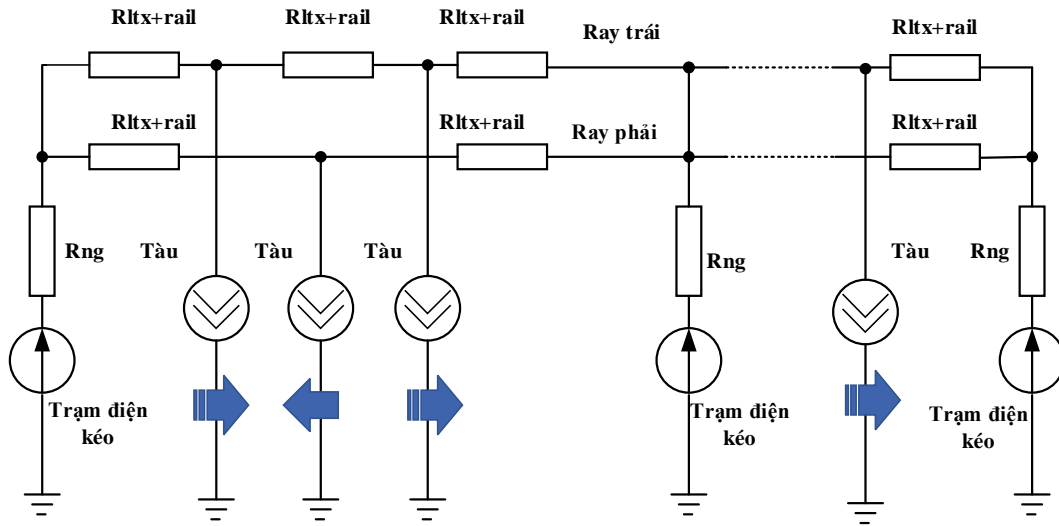 Rltx+rail
Rltx+rail
Rltx+rail
Ray trái
Rltx+rail
Rltx+rail
Rltx+rail
Ray phải
Rltx+rail
Rng
Tàu
Tàu
Tàu
Rng
Tàu
Rng
Trạm điện
kéo
Trạm điện
kéo
Trạm điện
kéo